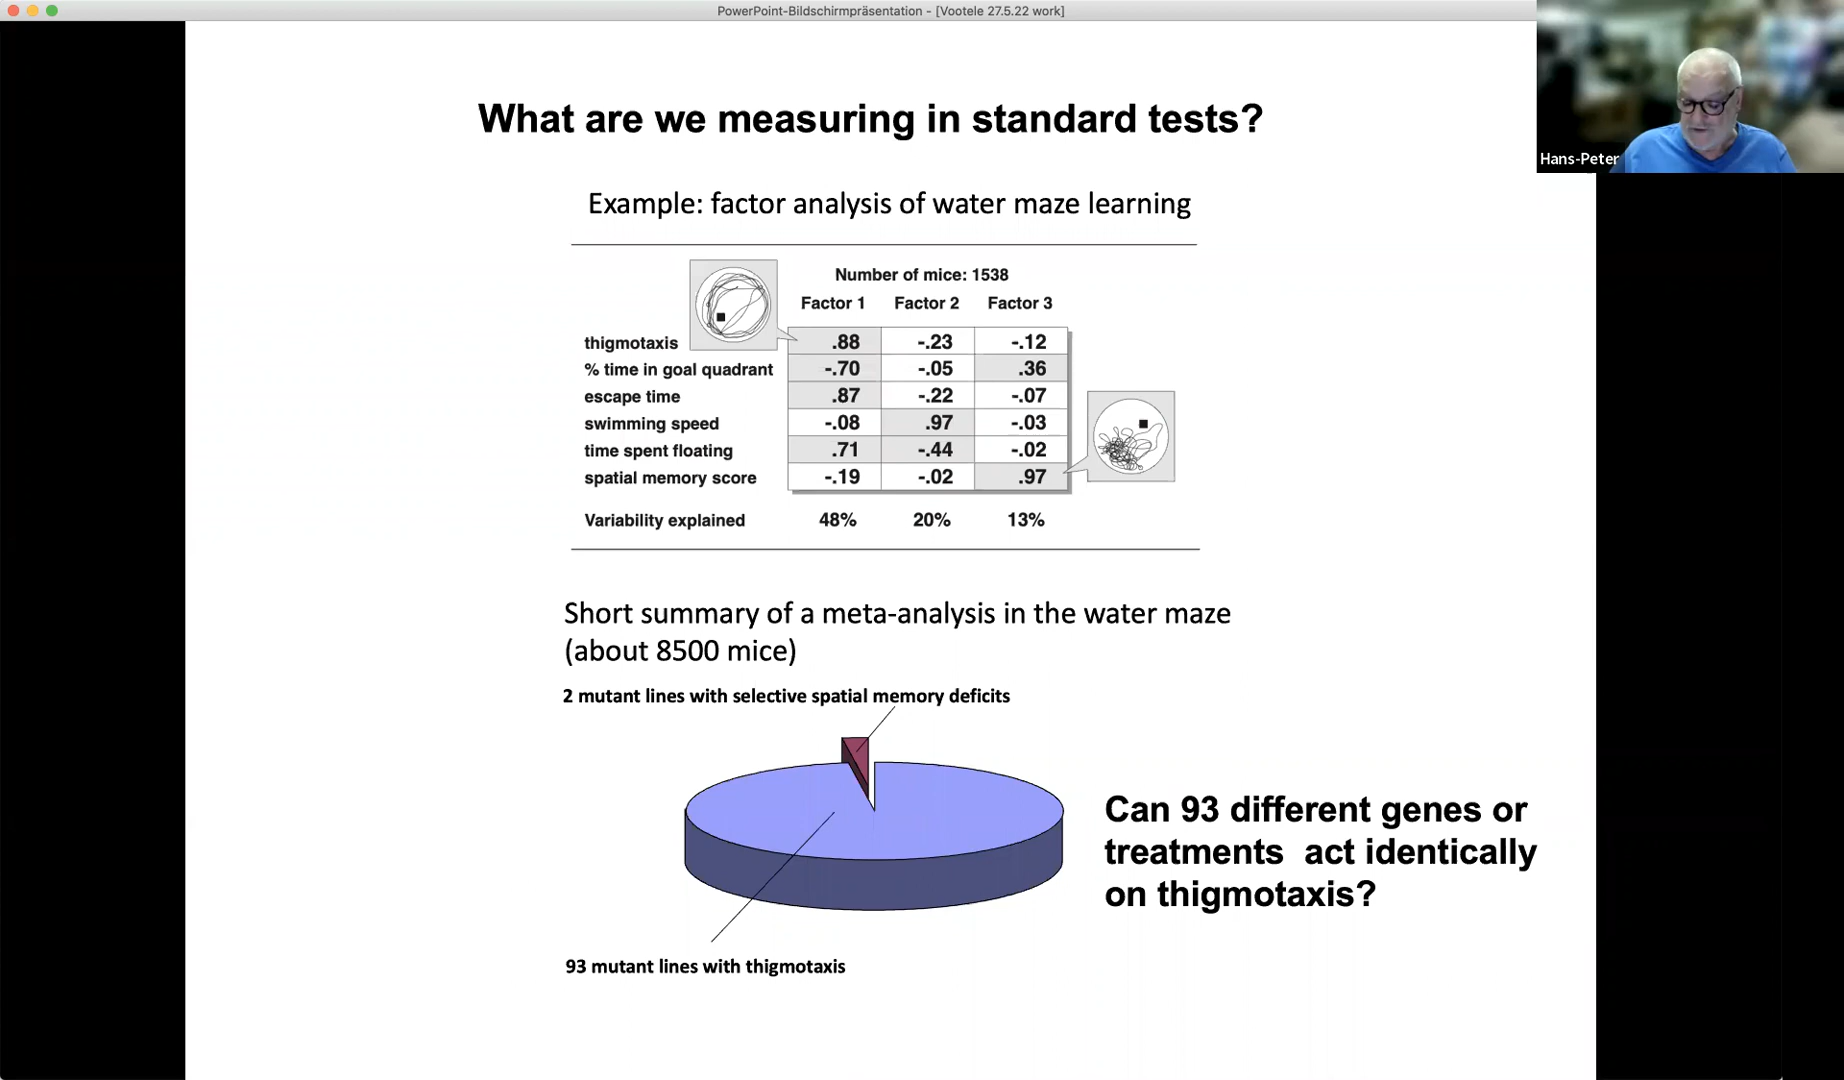 PowerPoint-Bildschirmpräsentation - [Vootele 27.5.22 work]
What are we measuring in standard tests?
Hans-Peter
Example: factor analysis of water maze learning
Number of mice: 1538
Factor 1 Factor 2 Factor 3
thigmotaxis .88 -.23 -.12
% time in goal quadrant -.70 -.05 .36
escape time .87 -.22 -.07
swimming speed -.08 .97 -.03
time spent floating .71 -.44 -.02
spatial memory score -.19 -.02 .97
Variability explained 48% 20% 13%
Short summary of a meta-analysis in the water maze
(about 8500 mice)
2 mutant lines with selective spatial memory deficits
Can 93 different genes or
treatments act identically
on thigmotaxis?
93 mutant lines with thigmotaxis